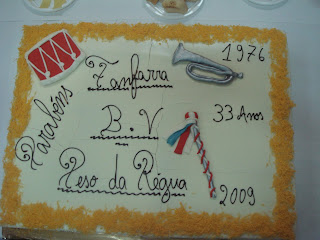 1976
Fanfarra
Parabéns
B.V
33 Anos
Peso da Régua
2009